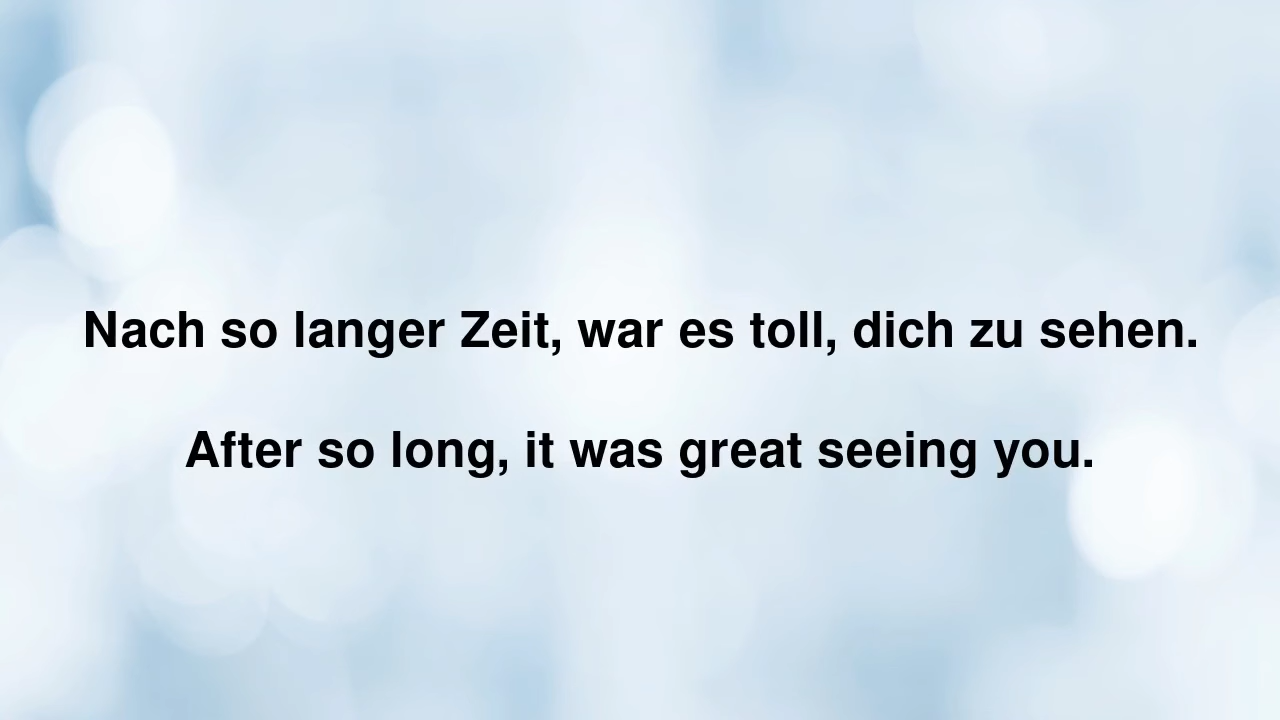 Nach so langer Zeit, war es toll, dich zu sehen.
After so long, it was great seeing you.